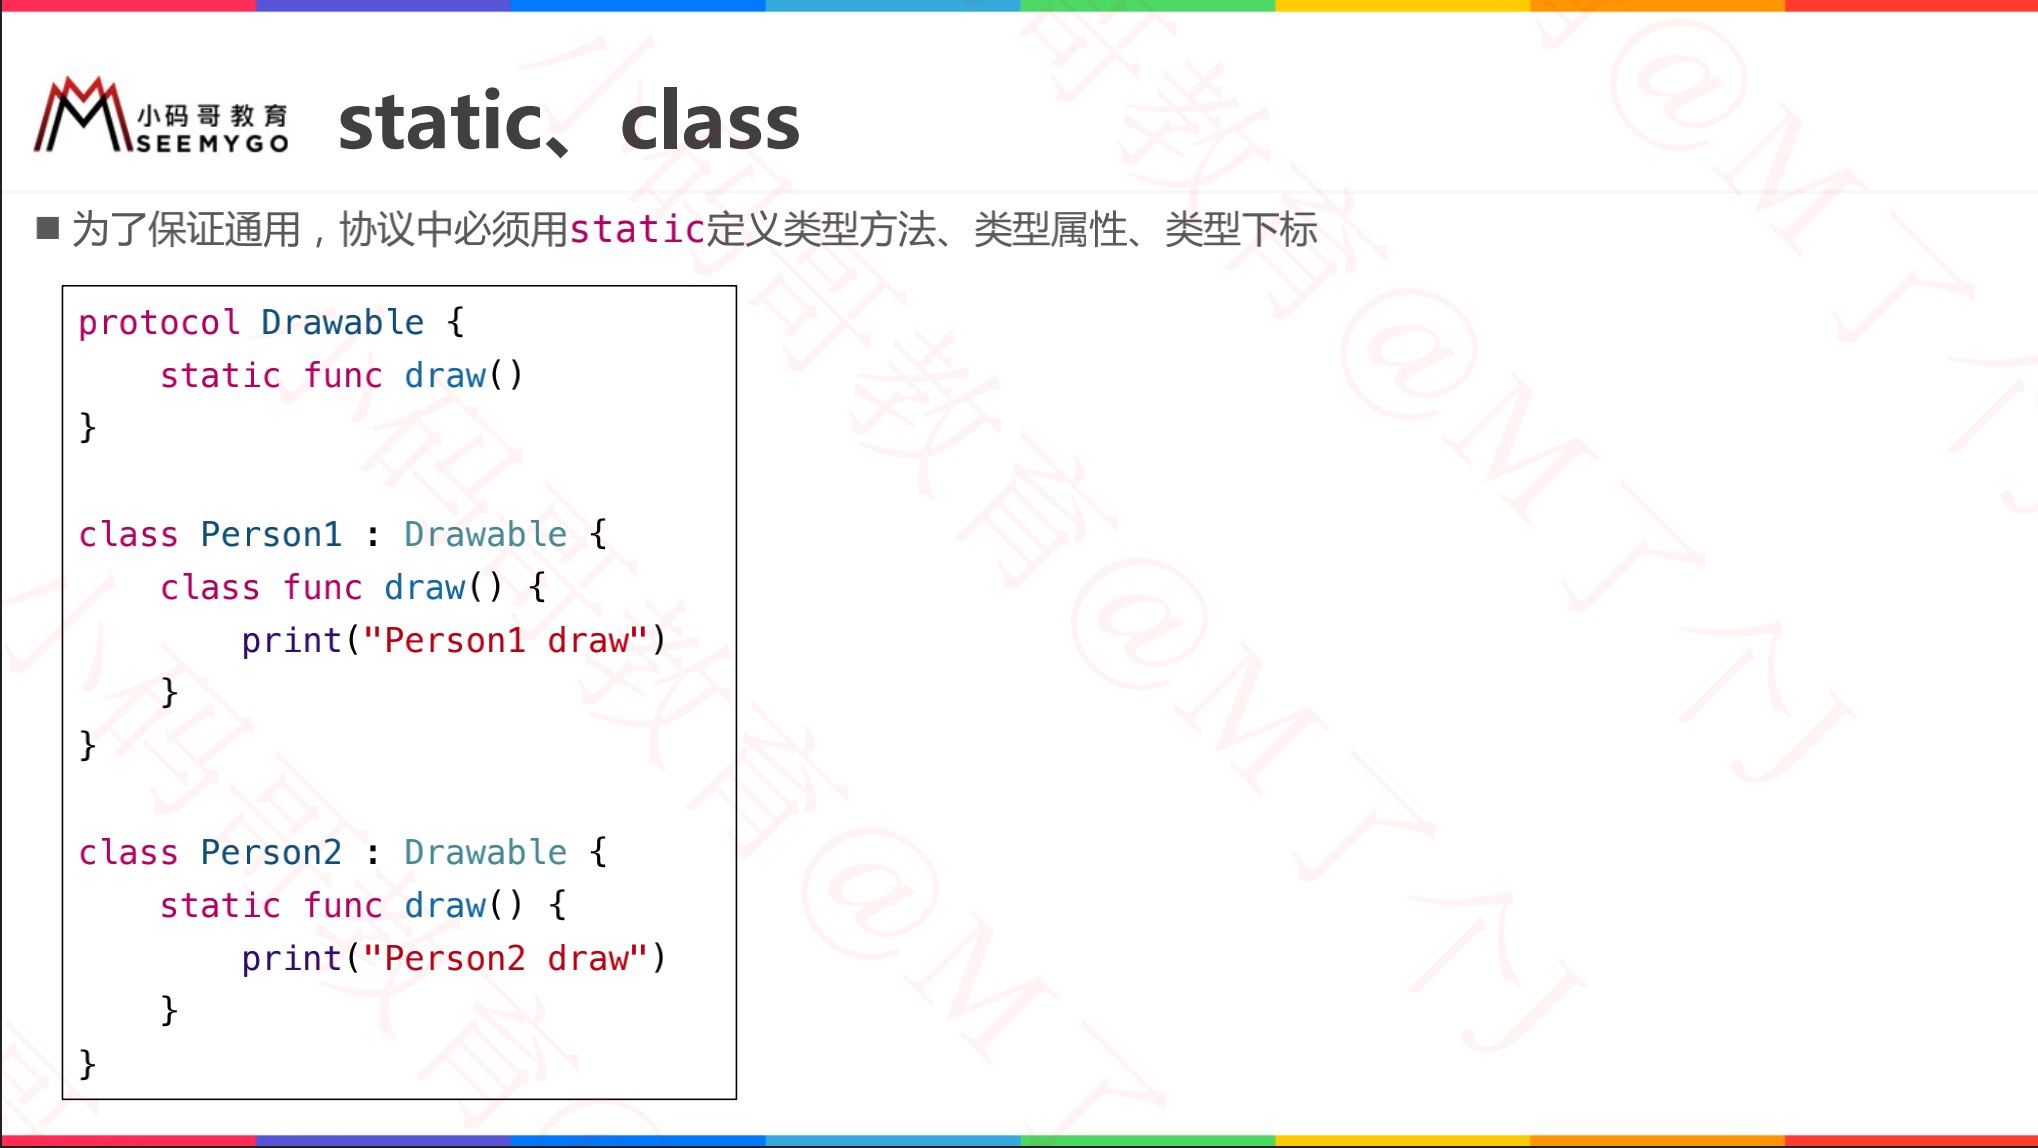 小码哥教育
SEEMYGO
static、class
■ 为了保证通用，协议中必须用static定义类型方法、类型属性、类型下标
protocol Drawable {
    static func draw()
}
class Person1 : Drawable {
    class func draw() {
        print("Person1 draw")
    }
}
class Person2 : Drawable {
    static func draw() {
        print("Person2 draw")
    }
}
小码哥教育@M了个J